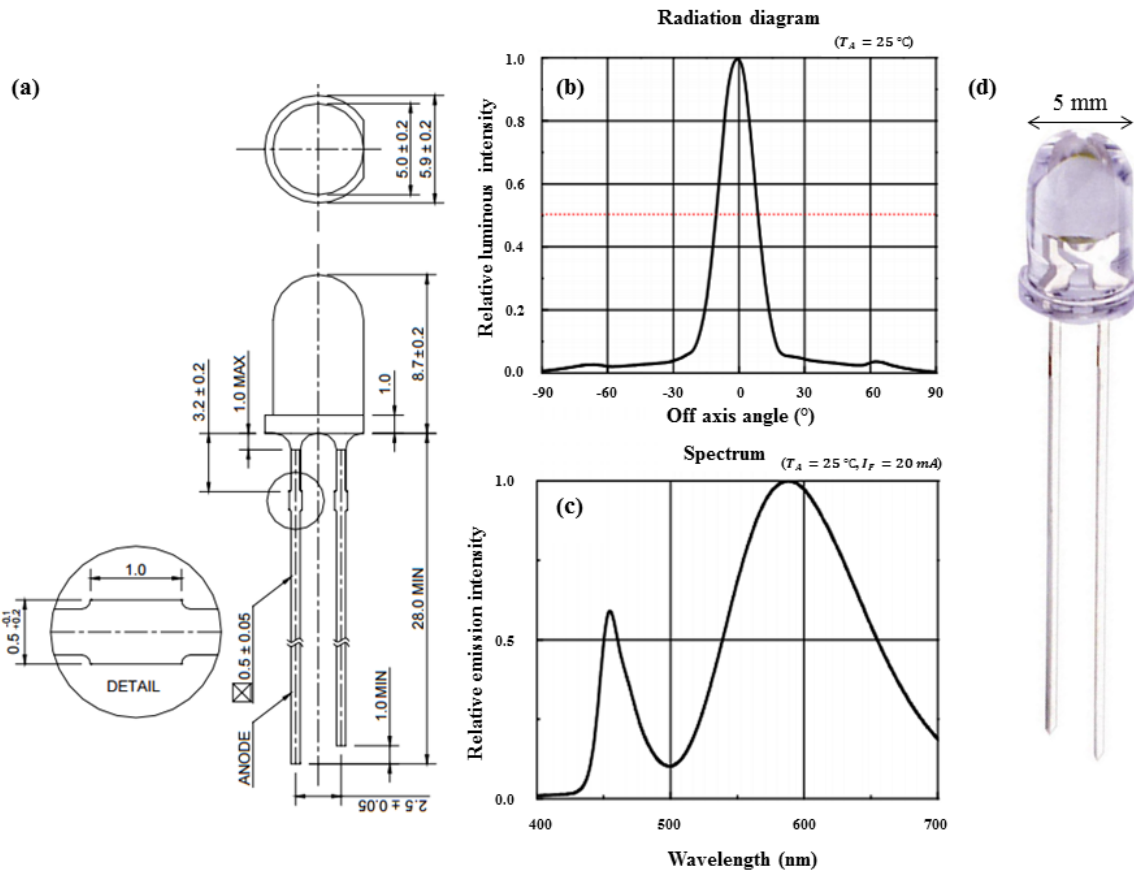 (a)
5.0 ± 0.2
5.9 ± 0.2
3.2 ± 0.2
1.0 MAX
1.0
8.7±0.2
1.0
0.5 -0.1 +0.2
DETAIL
0.5 ± 0.05
ANODE
1.0 MIN
28.0 MIN
2.5 ± 0.05
Radiation diagram
(T_A = 25 ℃)
(b)
Relative luminous intensity
1.0
0.8
0.6
0.4
0.2
0.0
-90 -60 -30 0 30 60 90
Off axis angle (°)
Spectrum
(T_A = 25 ℃, I_F = 20 mA)
(c)
Relative emission intensity
1.0
0.5
0.0
400 500 600 700
Wavelength (nm)
(d)
5 mm